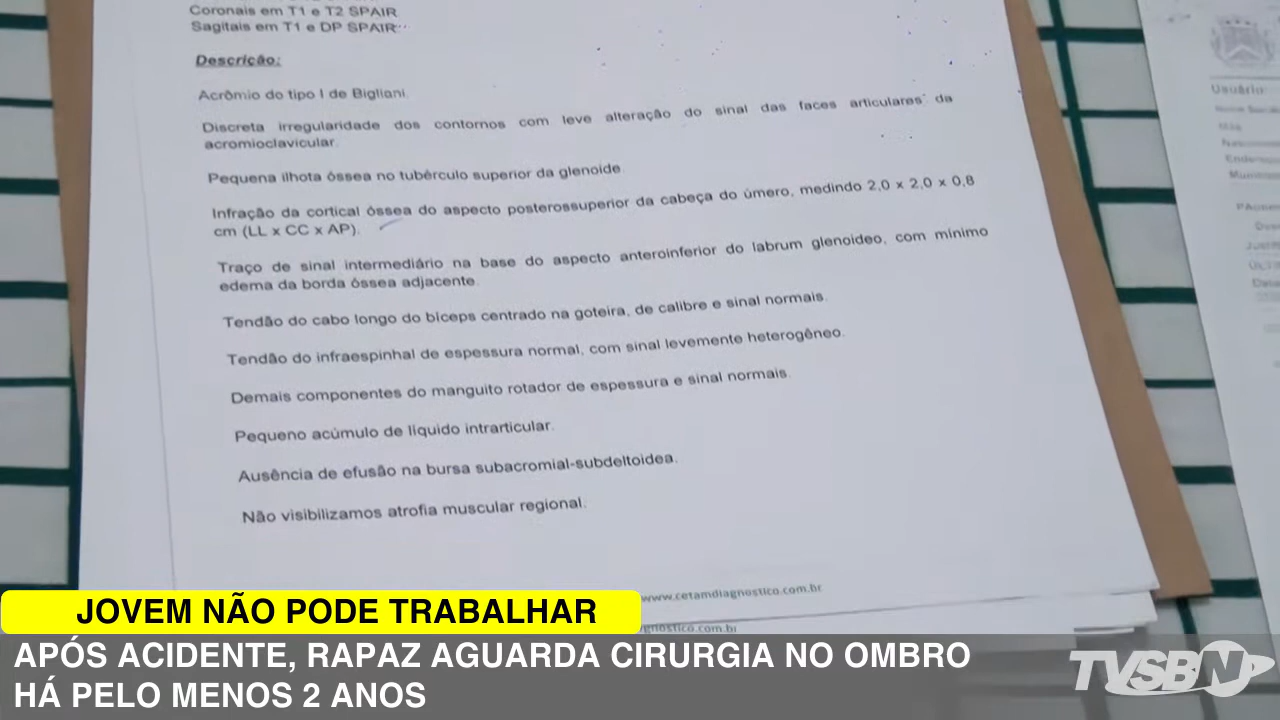 Coronais em T1 e T2 SPAIR
Sagitais em T1 e DP SPAIR
Descrição:
Acrômio do tipo I de Bigliani.
Discreta irregularidade dos contornos com leve alteração do sinal das faces articulares da
acromioclavicular.
Pequena ilhota óssea no tubérculo superior da glenoide.
Infração da cortical óssea do aspecto posterossuperior da cabeça do úmero, medindo 2,0 x 2,0 x 0,8
cm (LL x CC x AP).
Traço de sinal intermediário na base do aspecto anteroinferior do labrum glenoideo, com mínimo
edema da borda óssea adjacente.
Tendão do cabo longo do bíceps centrado na goteira, de calibre e sinal normais.
Tendão do infraespinhal de espessura normal, com sinal levemente heterogêneo.
Demais componentes do manguito rotador de espessura e sinal normais.
Pequeno acúmulo de líquido intrarticular.
Ausência de efusão na bursa subacromial-subdeltoidea.
Não visibilizamos atrofia muscular regional.
www.cetamdiagnostico.com.br
gnostico.com.br
Usuário
JOVEM NÃO PODE TRABALHAR
APÓS ACIDENTE, RAPAZ AGUARDA CIRURGIA NO OMBRO
HÁ PELO MENOS 2 ANOS
TVSBN